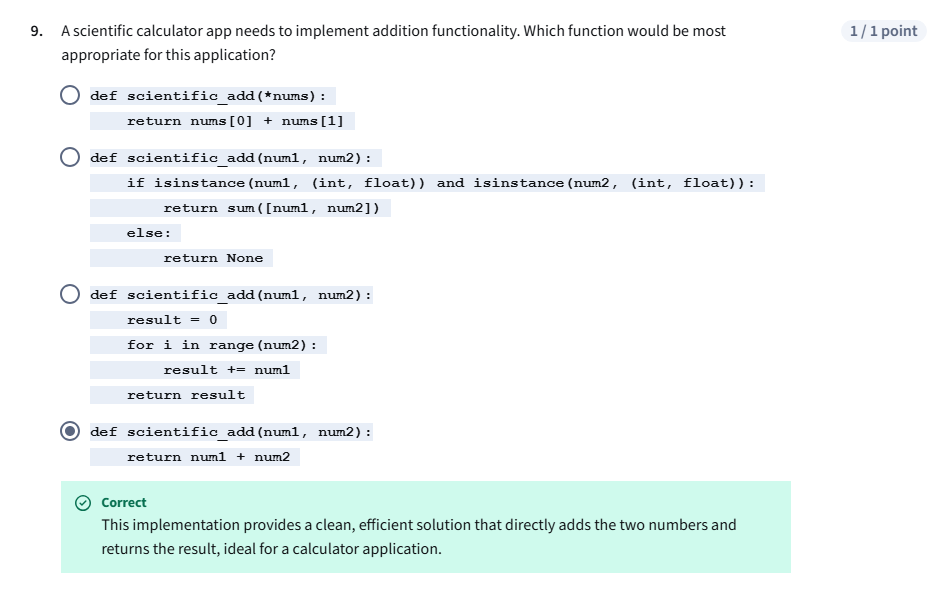 9. A scientific calculator app needs to implement addition functionality. Which function would be most 1 / 1 point
appropriate for this application?
def scientific_add(*nums):
    return nums[0] + nums[1]
def scientific_add(num1, num2):
    if isinstance(num1, (int, float)) and isinstance(num2, (int, float)):
        return sum([num1, num2])
    else:
        return None
def scientific_add(num1, num2):
    result = 0
    for i in range(num2):
        result += num1
    return result
def scientific_add(num1, num2):
    return num1 + num2
Correct
This implementation provides a clean, efficient solution that directly adds the two numbers and
returns the result, ideal for a calculator application.